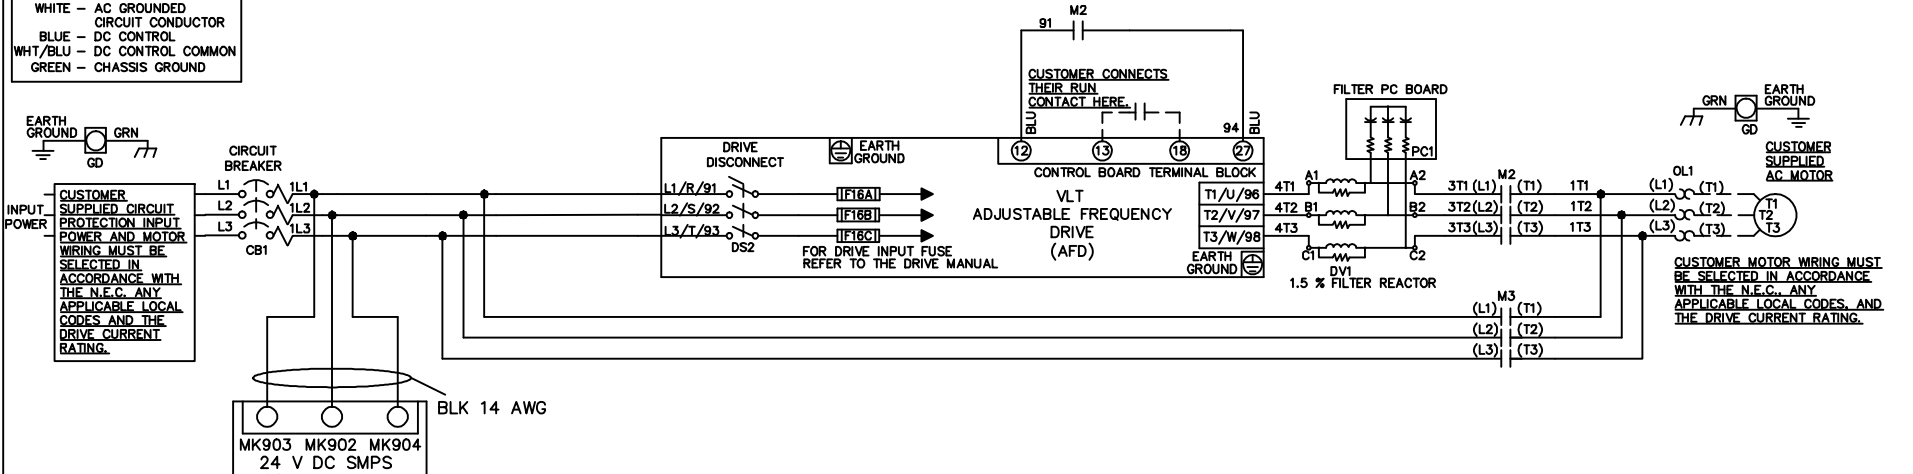 WHITE – AC GROUNDED
CIRCUIT CONDUCTOR
BLUE – DC CONTROL
WHT/BLU – DC CONTROL COMMON
GREEN – CHASSIS GROUND
EARTH
GROUND
GRN
GD
INPUT
POWER
CUSTOMER
SUPPLIED CIRCUIT
PROTECTION INPUT
POWER AND MOTOR
WIRING MUST BE
SELECTED IN
ACCORDANCE WITH
THE N.E.C. ANY
APPLICABLE LOCAL
CODES AND THE
DRIVE CURRENT
RATING.
CIRCUIT
BREAKER
L1
L2
L3
1L1
1L2
1L3
CB1
BLK 14 AWG
MK903 MK902 MK904
24 V DC SMPS
DRIVE
DISCONNECT
L1/R/91
L2/S/92
L3/T/93
DS2
EARTH
GROUND
F16A
F16B
F16C
FOR DRIVE INPUT FUSE
REFER TO THE DRIVE MANUAL
M2
91
CUSTOMER CONNECTS
THEIR RUN
CONTACT HERE.
BLU
94
BLU
12
13
18
27
CONTROL BOARD TERMINAL BLOCK
VLT
ADJUSTABLE FREQUENCY
DRIVE
(AFD)
T1/U/96
T2/V/97
T3/W/98
EARTH
GROUND
4T1
4T2
4T3
A1
B1
C1
A2
B2
C2
DV1
1.5 % FILTER REACTOR
FILTER PC BOARD
PC1
M2
3T1 (L1) (T1)
3T2(L2) (T2)
3T3(L3) (T3)
1T1
1T2
1T3
M3
(L1) (T1)
(L2) (T2)
(L3) (T3)
OL1
(L1) (T1)
(L2) (T2)
(L3) (T3)
T1
T2
T3
GRN
EARTH
GROUND
GD
CUSTOMER
SUPPLIED
AC MOTOR
CUSTOMER MOTOR WIRING MUST
BE SELECTED IN ACCORDANCE
WITH THE N.E.C., ANY
APPLICABLE LOCAL CODES, AND
THE DRIVE CURRENT RATING.